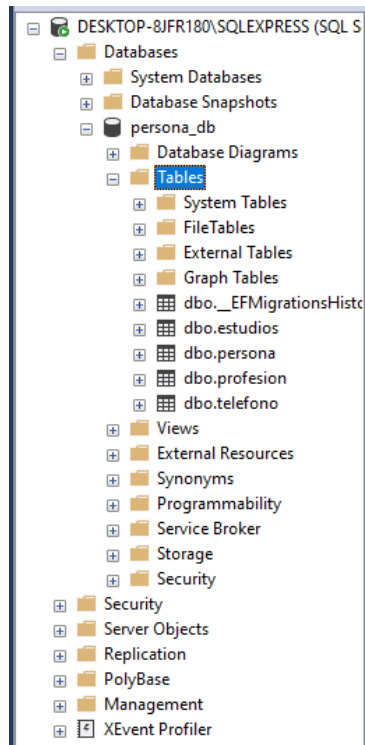 DESKTOP-8JFR180\SQLEXPRESS (SQL S
Databases
System Databases
Database Snapshots
persona_db
Database Diagrams
Tables
System Tables
FileTables
External Tables
Graph Tables
dbo.__EFMigrationsHisto
dbo.estudios
dbo.persona
dbo.profesion
dbo.telefono
Views
External Resources
Synonyms
Programmability
Service Broker
Storage
Security
Security
Server Objects
Replication
PolyBase
Management
XEvent Profiler